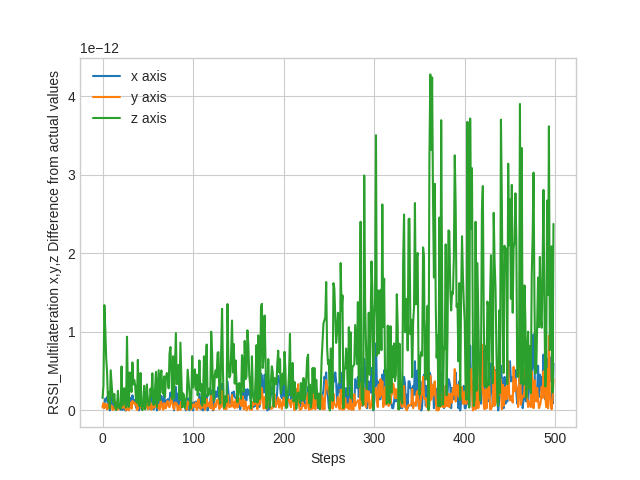 1e−12
RSSI_Multilateration x,y,z Difference from actual values
x axis
y axis
z axis
4
3
2
1
0
0 100 200 300 400 500
Steps